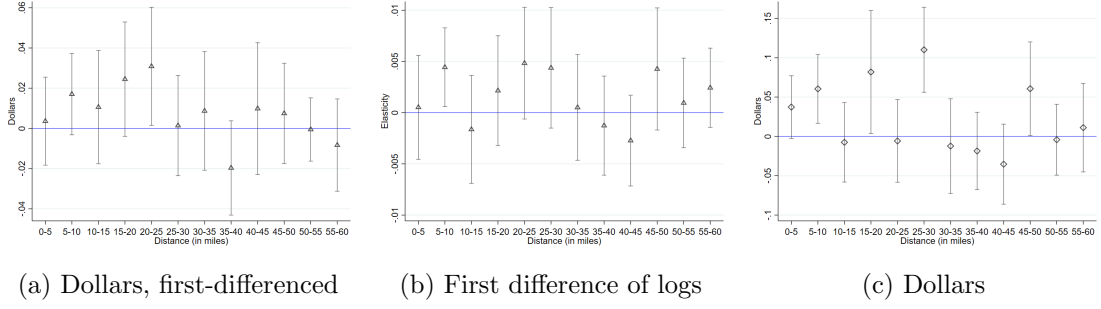 .06
.04
.02
0
-.02
-.04
Dollars
0-5 5-10 10-15 15-20 20-25 25-30 30-35 35-40 40-45 45-50 50-55 55-60
Distance (in miles)
(a) Dollars, first-differenced
.01
.005
0
-.005
-.01
Elasticity
0-5 5-10 10-15 15-20 20-25 25-30 30-35 35-40 40-45 45-50 50-55 55-60
Distance (in miles)
(b) First difference of logs
.15
.1
.05
0
-.05
-.1
Dollars
0-5 5-10 10-15 15-20 20-25 25-30 30-35 35-40 40-45 45-50 50-55 55-60
Distance (in miles)
(c) Dollars